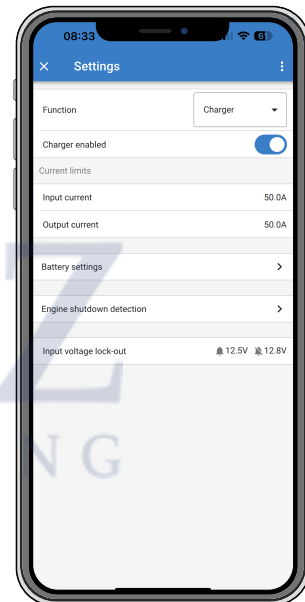 08:33
61
Settings
Function
Charger
Charger enabled
Current limits
Input current 50.0A
Output current 50.0A
Battery settings
Engine shutdown detection
Input voltage lock-out 12.5V 12.8V
Z
N G